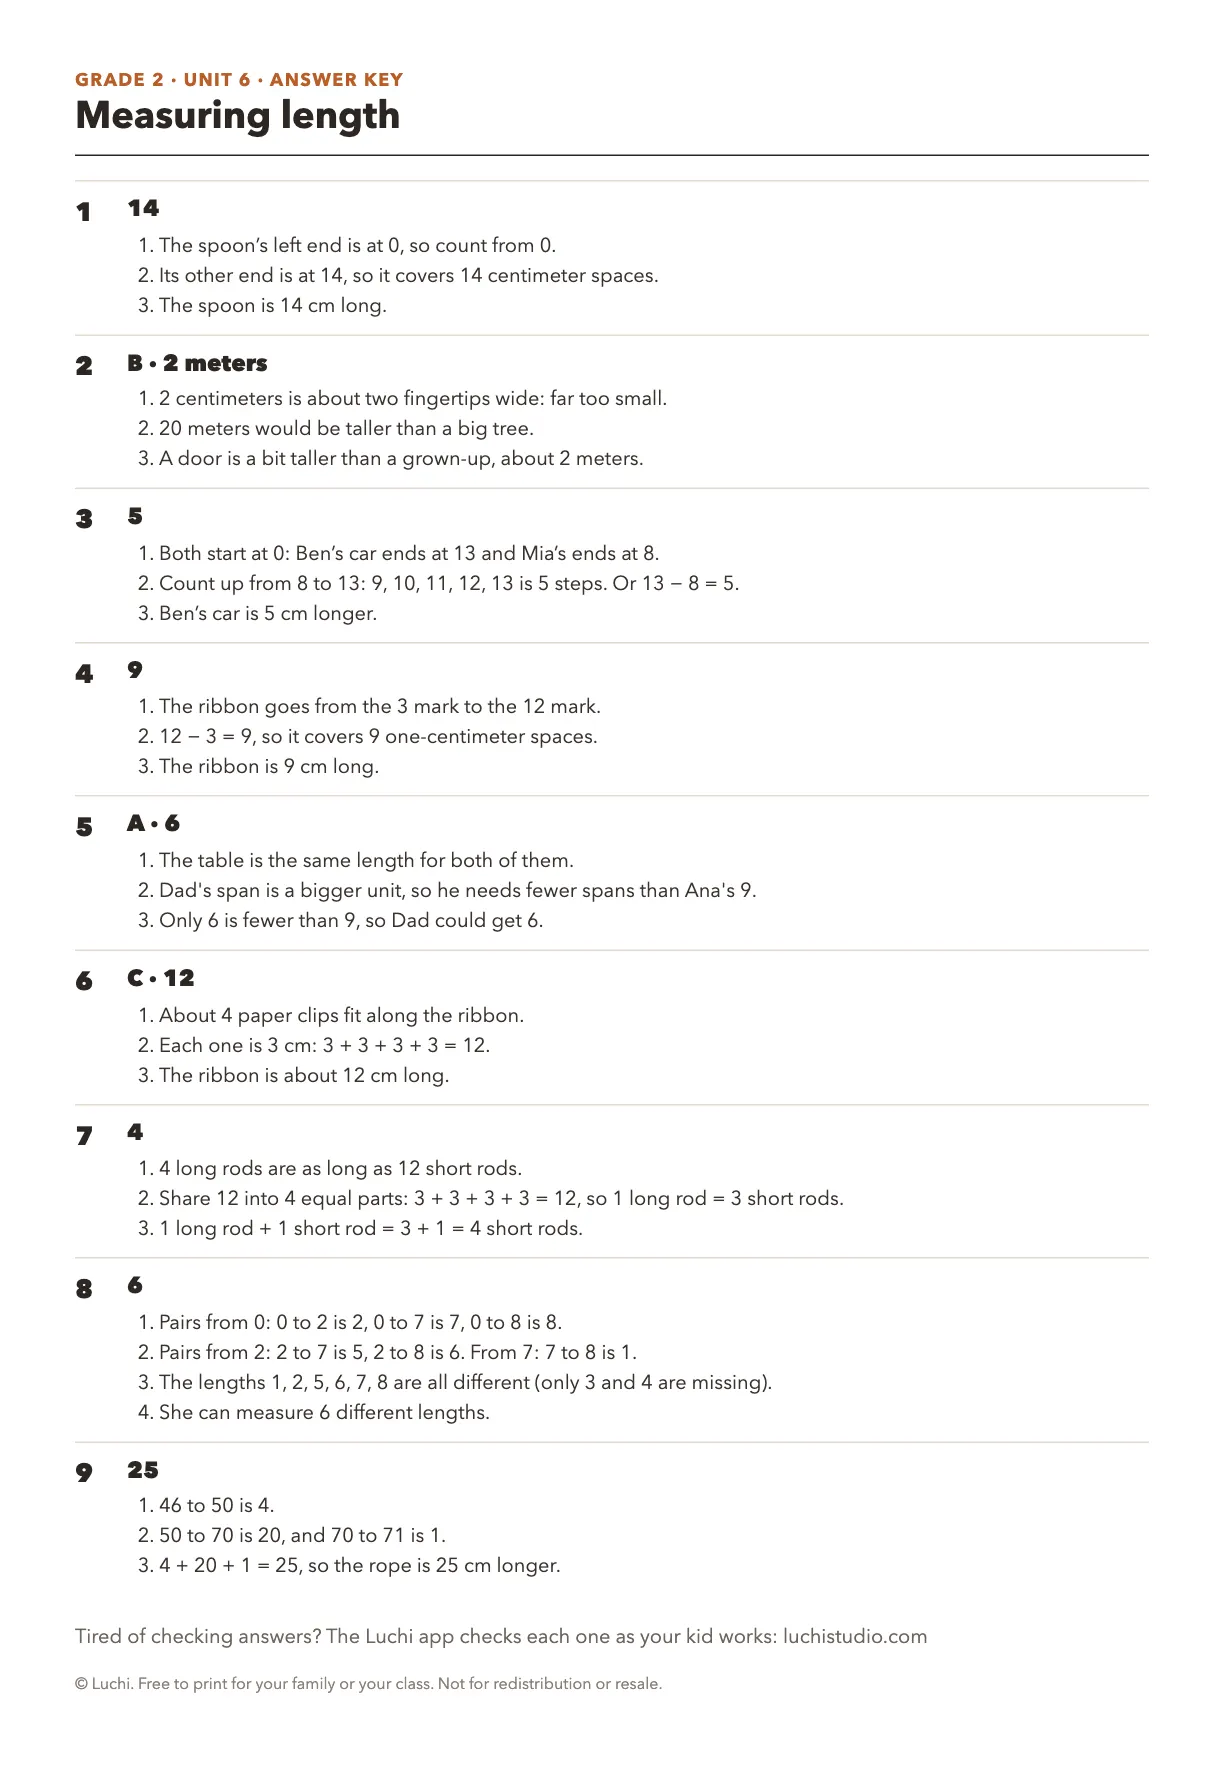 GRADE 2 · UNIT 6 · ANSWER KEY
Measuring length
1 14
1. The spoon’s left end is at 0, so count from 0.
2. Its other end is at 14, so it covers 14 centimeter spaces.
3. The spoon is 14 cm long.
2 B · 2 meters
1. 2 centimeters is about two fingertips wide: far too small.
2. 20 meters would be taller than a big tree.
3. A door is a bit taller than a grown-up, about 2 meters.
3 5
1. Both start at 0: Ben’s car ends at 13 and Mia’s ends at 8.
2. Count up from 8 to 13: 9, 10, 11, 12, 13 is 5 steps. Or 13 − 8 = 5.
3. Ben’s car is 5 cm longer.
4 9
1. The ribbon goes from the 3 mark to the 12 mark.
2. 12 − 3 = 9, so it covers 9 one-centimeter spaces.
3. The ribbon is 9 cm long.
5 A · 6
1. The table is the same length for both of them.
2. Dad's span is a bigger unit, so he needs fewer spans than Ana's 9.
3. Only 6 is fewer than 9, so Dad could get 6.
6 C · 12
1. About 4 paper clips fit along the ribbon.
2. Each one is 3 cm: 3 + 3 + 3 + 3 = 12.
3. The ribbon is about 12 cm long.
7 4
1. 4 long rods are as long as 12 short rods.
2. Share 12 into 4 equal parts: 3 + 3 + 3 + 3 = 12, so 1 long rod = 3 short rods.
3. 1 long rod + 1 short rod = 3 + 1 = 4 short rods.
8 6
1. Pairs from 0: 0 to 2 is 2, 0 to 7 is 7, 0 to 8 is 8.
2. Pairs from 2: 2 to 7 is 5, 2 to 8 is 6. From 7: 7 to 8 is 1.
3. The lengths 1, 2, 5, 6, 7, 8 are all different (only 3 and 4 are missing).
4. She can measure 6 different lengths.
9 25
1. 46 to 50 is 4.
2. 50 to 70 is 20, and 70 to 71 is 1.
3. 4 + 20 + 1 = 25, so the rope is 25 cm longer.
Tired of checking answers? The Luchi app checks each one as your kid works: luchistudio.com
© Luchi. Free to print for your family or your class. Not for redistribution or resale.